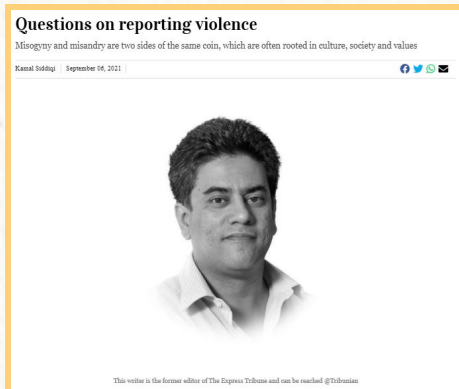 Questions on reporting violence
Misogyny and misandry are two sides of the same coin, which are often rooted in culture, society and values
Kamal Siddiqi | September 06, 2021
This writer is the former editor of The Express Tribune and can be reached @Tribunian